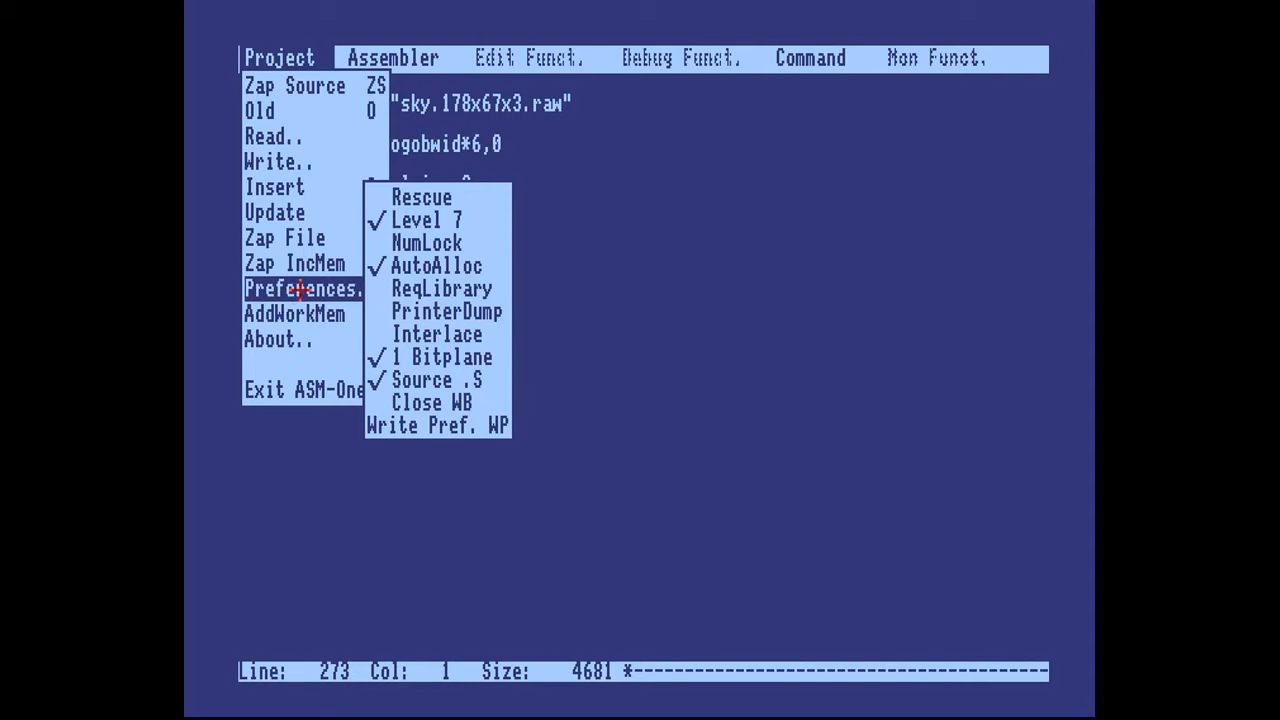 Project Assembler Edit Funct. Debug Funct. Command Mon Funct.
Zap Source ZS
"sky.178x67x3.raw"
Old O
Read..
ogobwid*6,0
Write..
Insert
Rescue
Update
Level 7
Zap File
NumLock
Zap IncMem
AutoAlloc
Preferences.
ReqLibrary
AddWorkMem
PrinterDump
About..
Interlace
1 Bitplane
Exit ASM-One
Source .S
Close WB
Write Pref. WP
Line: 273 Col: 1 Size: 4681 *-----------------------------------------